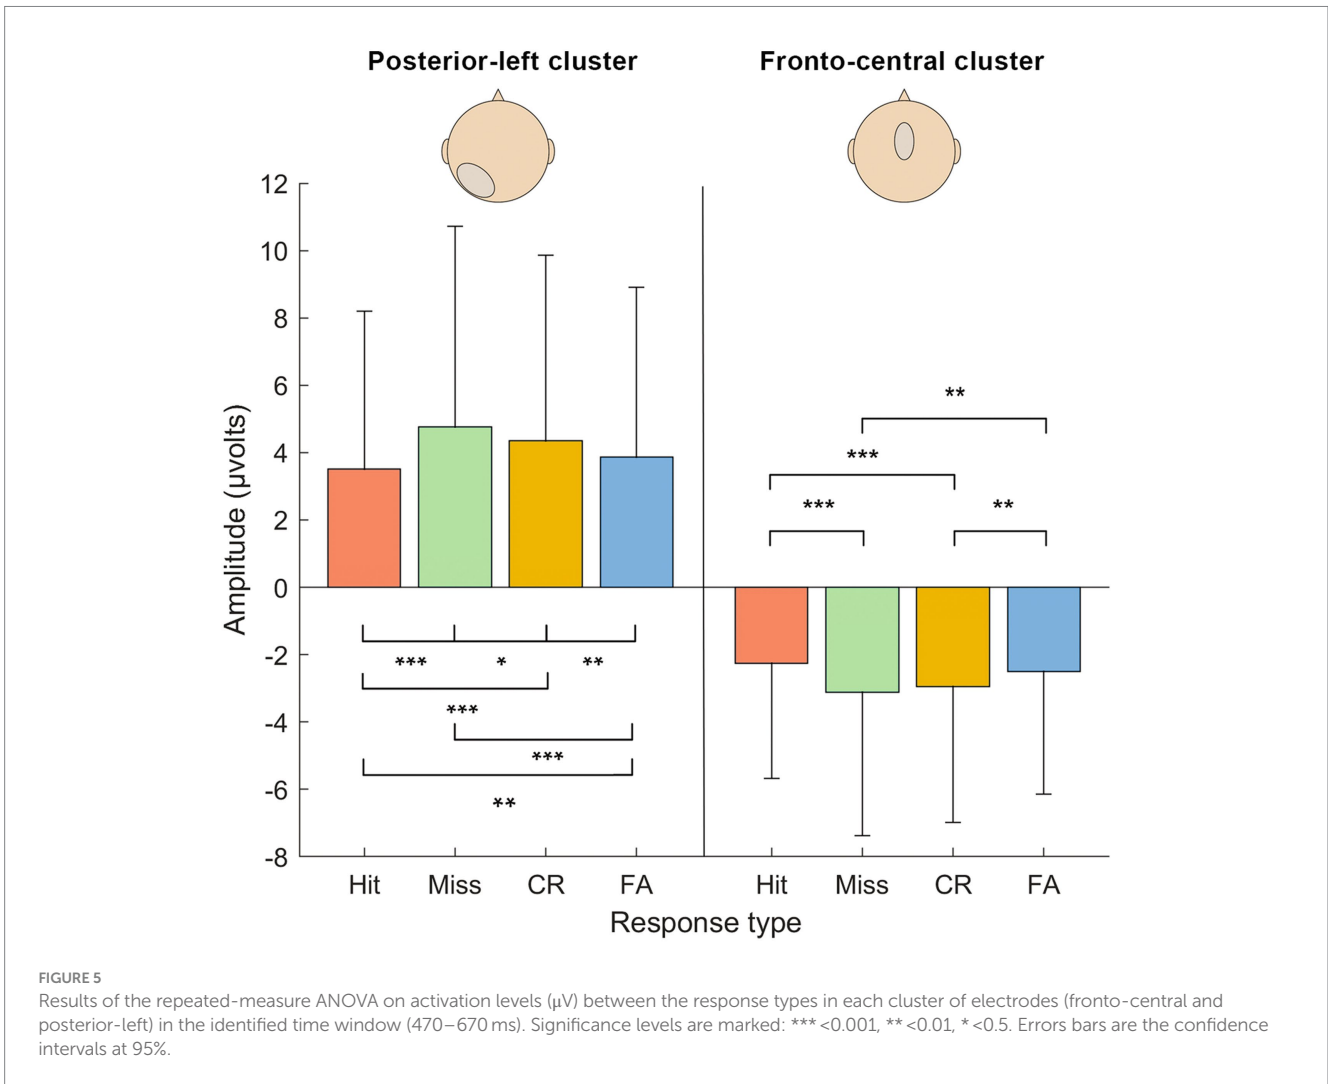 Posterior-left cluster
Fronto-central cluster
12
10
8
6
4
2
0
-2
-4
-6
-8
Amplitude (μvolts)
*** * **
***
***
**
**
***
*** **
Hit Miss CR FA Hit Miss CR FA
Response type
FIGURE 5
Results of the repeated-measure ANOVA on activation levels (μV) between the response types in each cluster of electrodes (fronto-central and
posterior-left) in the identified time window (470–670 ms). Significance levels are marked: *** <0.001, ** <0.01, * <0.5. Errors bars are the confidence
intervals at 95%.